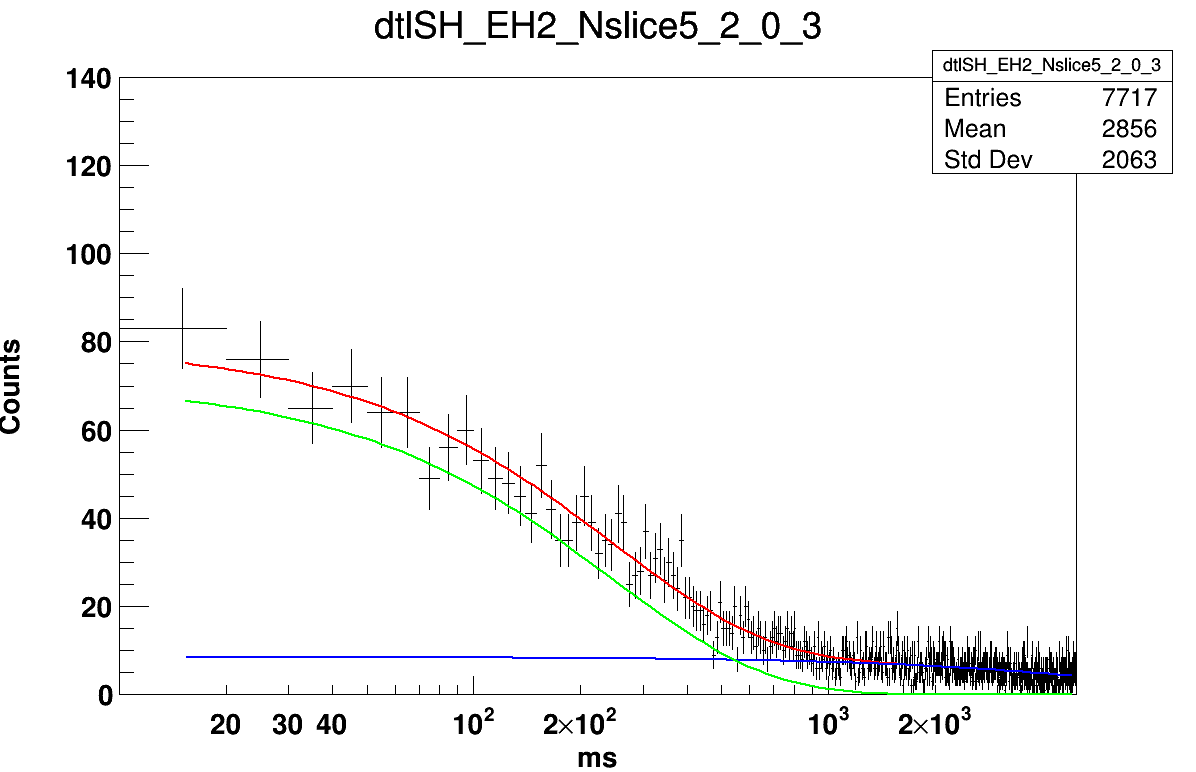 dtlSH_EH2_Nslice5_2_0_3
dtlSH_EH2_Nslice5_2_0_3
Entries 7717
Mean 2856
Std Dev 2063
140
120
100
80
60
40
20
0
Counts
20 30 40 10² 2×10² 10³ 2×10³
ms